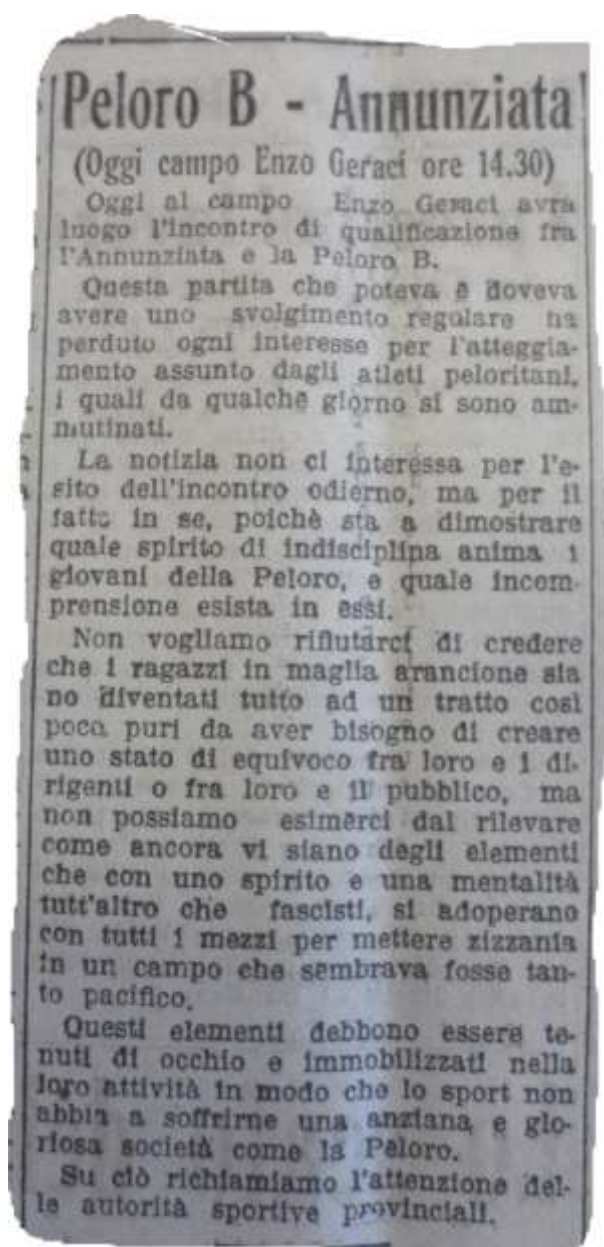 Peloro B - Annunziata
(Oggi campo Enzo Geraci ore 14.30)
Oggi al campo Enzo Geraci avra
luogo l'incontro di qualificazione fra
l'Annunziata e la Peloro B.
Questa partita che poteva e doveva
avere uno svolgimento regulare ha
perduto ogni interesse per l'atteggia-
mento assunto dagli atleti peloritani,
i quali da qualche giorno si sono am-
mutinati.
La notizia non ci interessa per l'e-
sito dell'incontro odierno, ma per il
fatto in se, poichè sta a dimostrare
quale spirito di indisciplina anima i
giovani della Peloro, e quale incom-
prensione esista in essi.
Non vogliamo rifiutarci di credere
che i ragazzi in maglia arancione sia
no diventati tutto ad un tratto così
poco puri da aver bisogno di creare
uno stato di equivoco fra loro e i di-
rigenti o fra loro e il pubblico, ma
non possiamo esimerci dal rilevare
come ancora vi siano degli elementi
che con uno spirito e una mentalità
tutt'altro che fascisti, si adoperano
con tutti i mezzi per mettere zizzania
in un campo che sembrava fosse tan-
to pacifico.
Questi elementi debbono essere te-
nuti di occhio e immobilizzati nella
loro attività in modo che lo sport non
abbia a soffrirne una anziana e glo-
riosa società come la Peloro.
Su ciò richiamiamo l'attenzione del-
le autorità sportive provinciali.